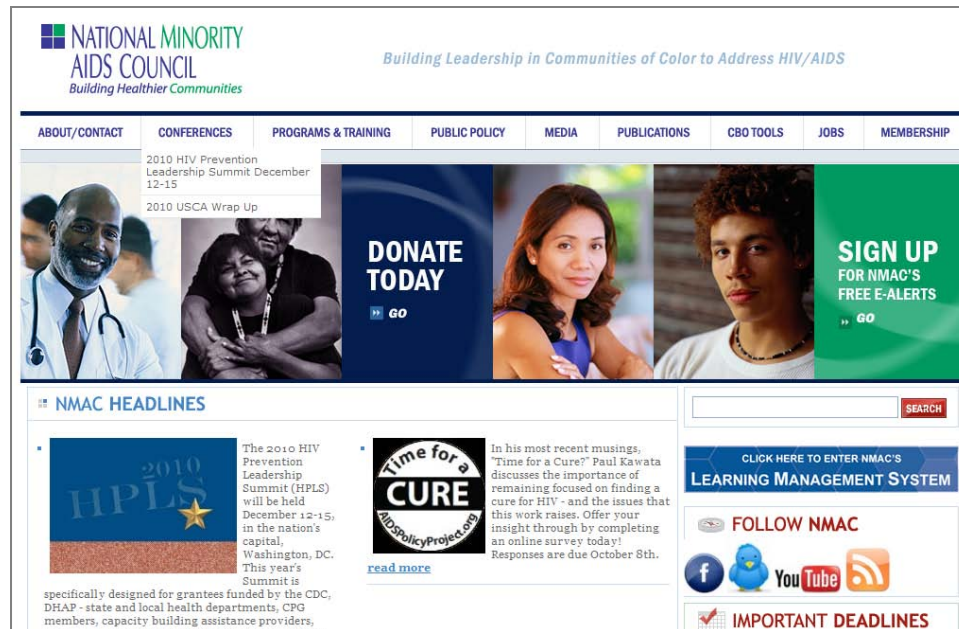 NATIONAL MINORITY
AIDS COUNCIL
Building Healthier Communities
Building Leadership in Communities of Color to Address HIV/AIDS
ABOUT/CONTACT CONFERENCES PROGRAMS & TRAINING PUBLIC POLICY MEDIA PUBLICATIONS CBO TOOLS JOBS MEMBERSHIP
2010 HIV Prevention
Leadership Summit December
12-15
2010 USCA Wrap Up
DONATE
TODAY
GO
SIGN UP
FOR NMAC'S
FREE E-ALERTS
GO
NMAC HEADLINES
2010
HPLS
The 2010 HIV
Prevention
Leadership
Summit (HPLS)
will be held
December 12-15,
in the nation's
capital,
Washington, DC.
This year's
Summit is
specifically designed for grantees funded by the CDC,
DHAP - state and local health departments, CPG
members, capacity building assistance providers,
Time for a
CURE
AIDSPolicyProject.org
In his most recent musings,
"Time for a Cure?" Paul Kawata
discusses the importance of
remaining focused on finding a
cure for HIV - and the issues that
this work raises. Offer your
insight through by completing
an online survey today!
Responses are due October 8th.
read more
SEARCH
CLICK HERE TO ENTER NMAC'S
LEARNING MANAGEMENT SYSTEM
FOLLOW NMAC
f
You Tube
IMPORTANT DEADLINES